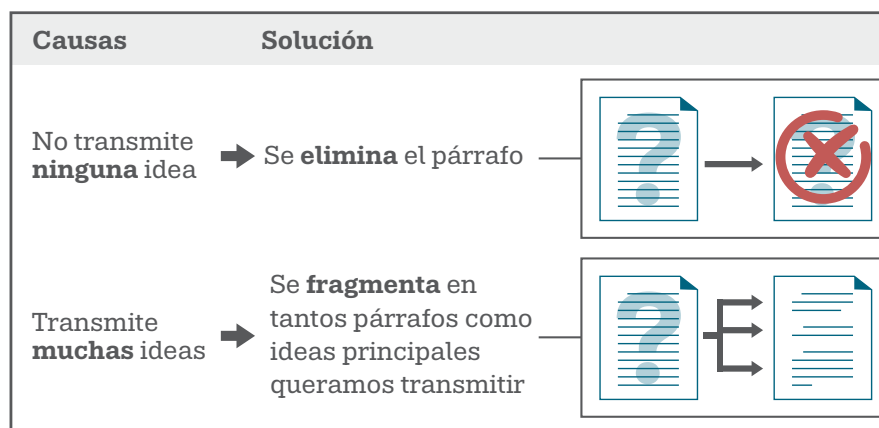 Causas
Solución
No transmite
ninguna idea
Se elimina el párrafo
Transmite
muchas ideas
Se fragmenta en
tantos párrafos como
ideas principales
queramos transmitir